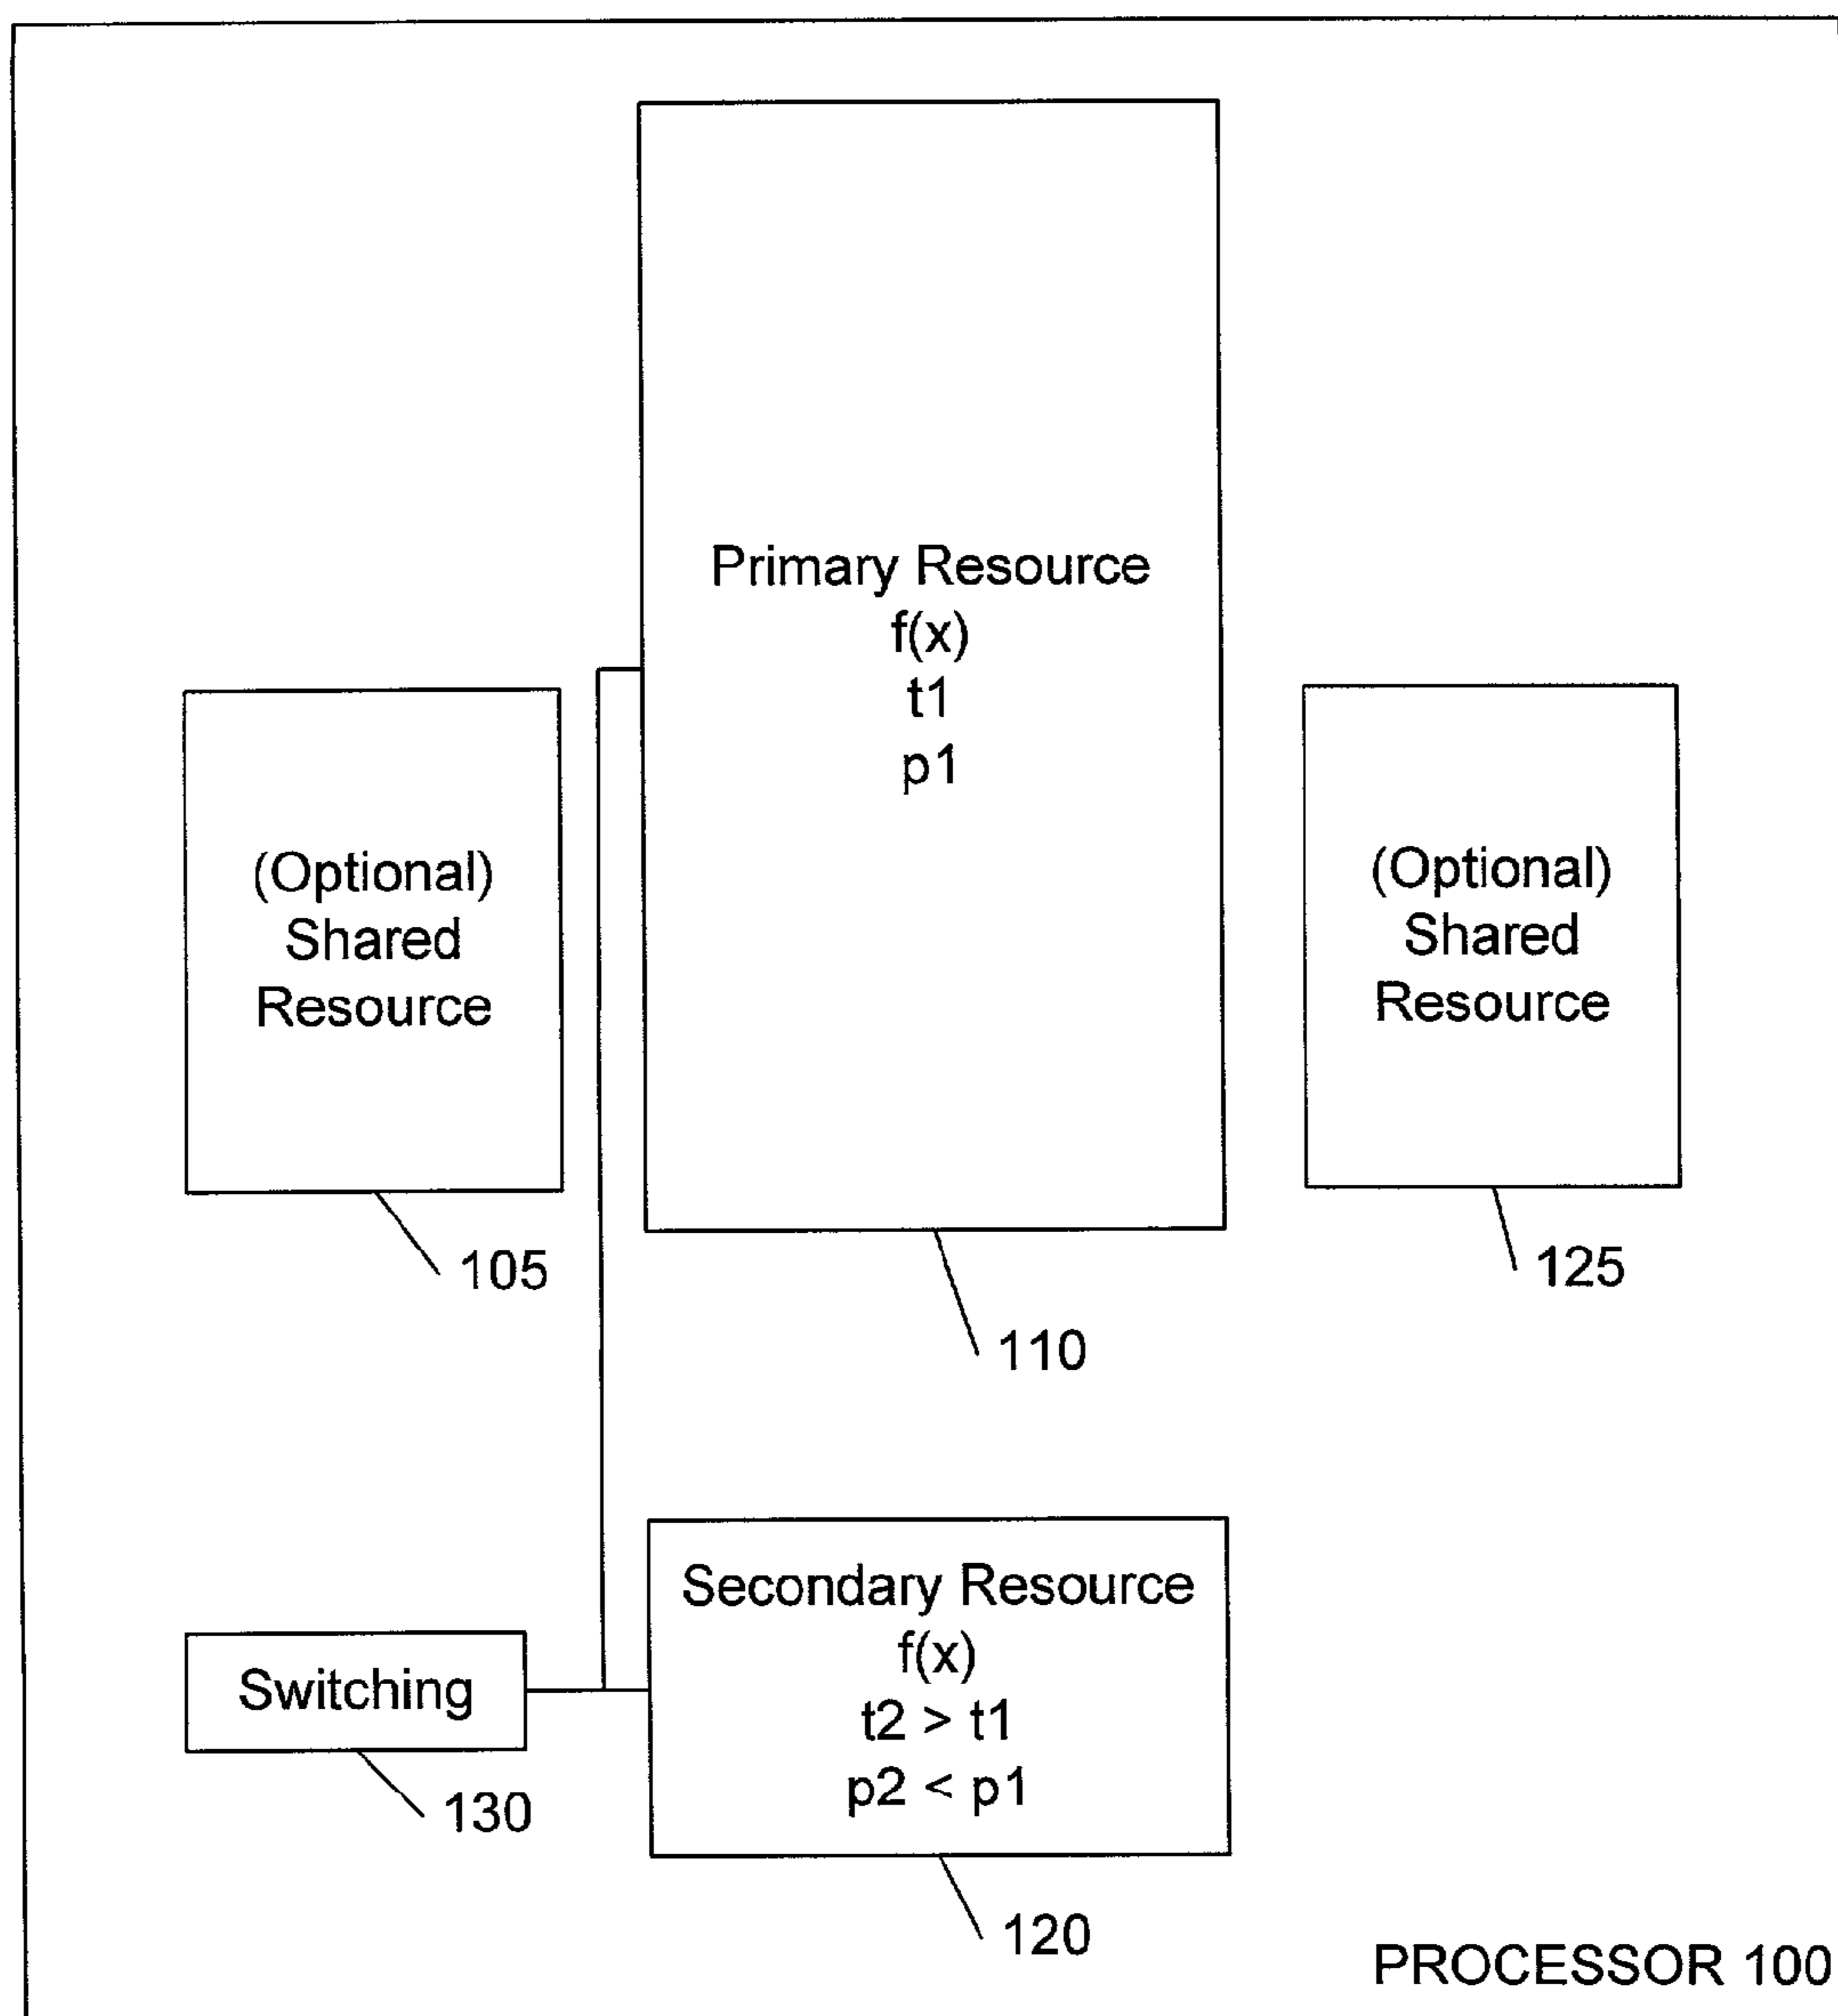 Primary Resource
f(x)
t1
p1
(Optional)
Shared
Resource
(Optional)
Shared
Resource
105
125
110
Secondary Resource
f(x)
t2 > t1
p2 < p1
Switching
130
120
PROCESSOR 100